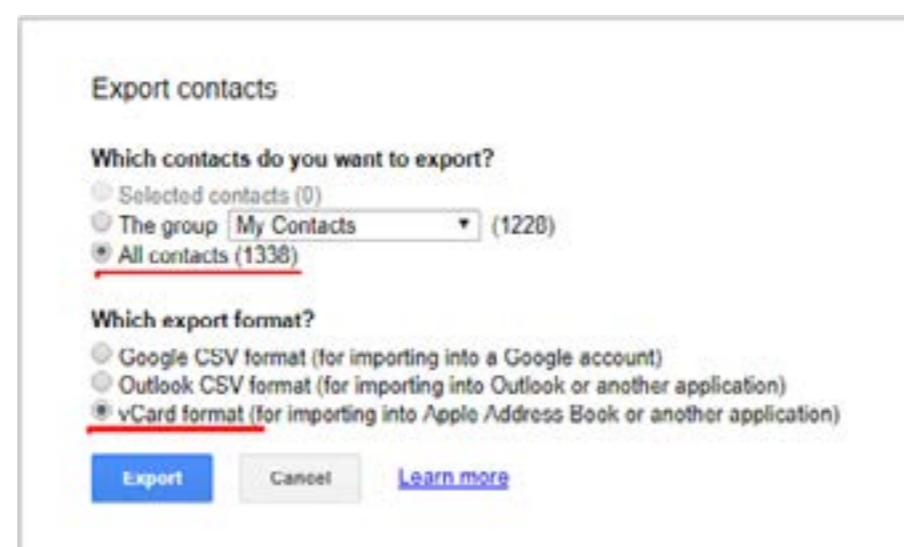 Export contacts
Which contacts do you want to export?
Selected contacts (0)
The group My Contacts (1228)
All contacts (1338)
Which export format?
Google CSV format (for importing into a Google account)
Outlook CSV format (for importing into Outlook or another application)
vCard format (for importing into Apple Address Book or another application)
Export Cancel Learn more